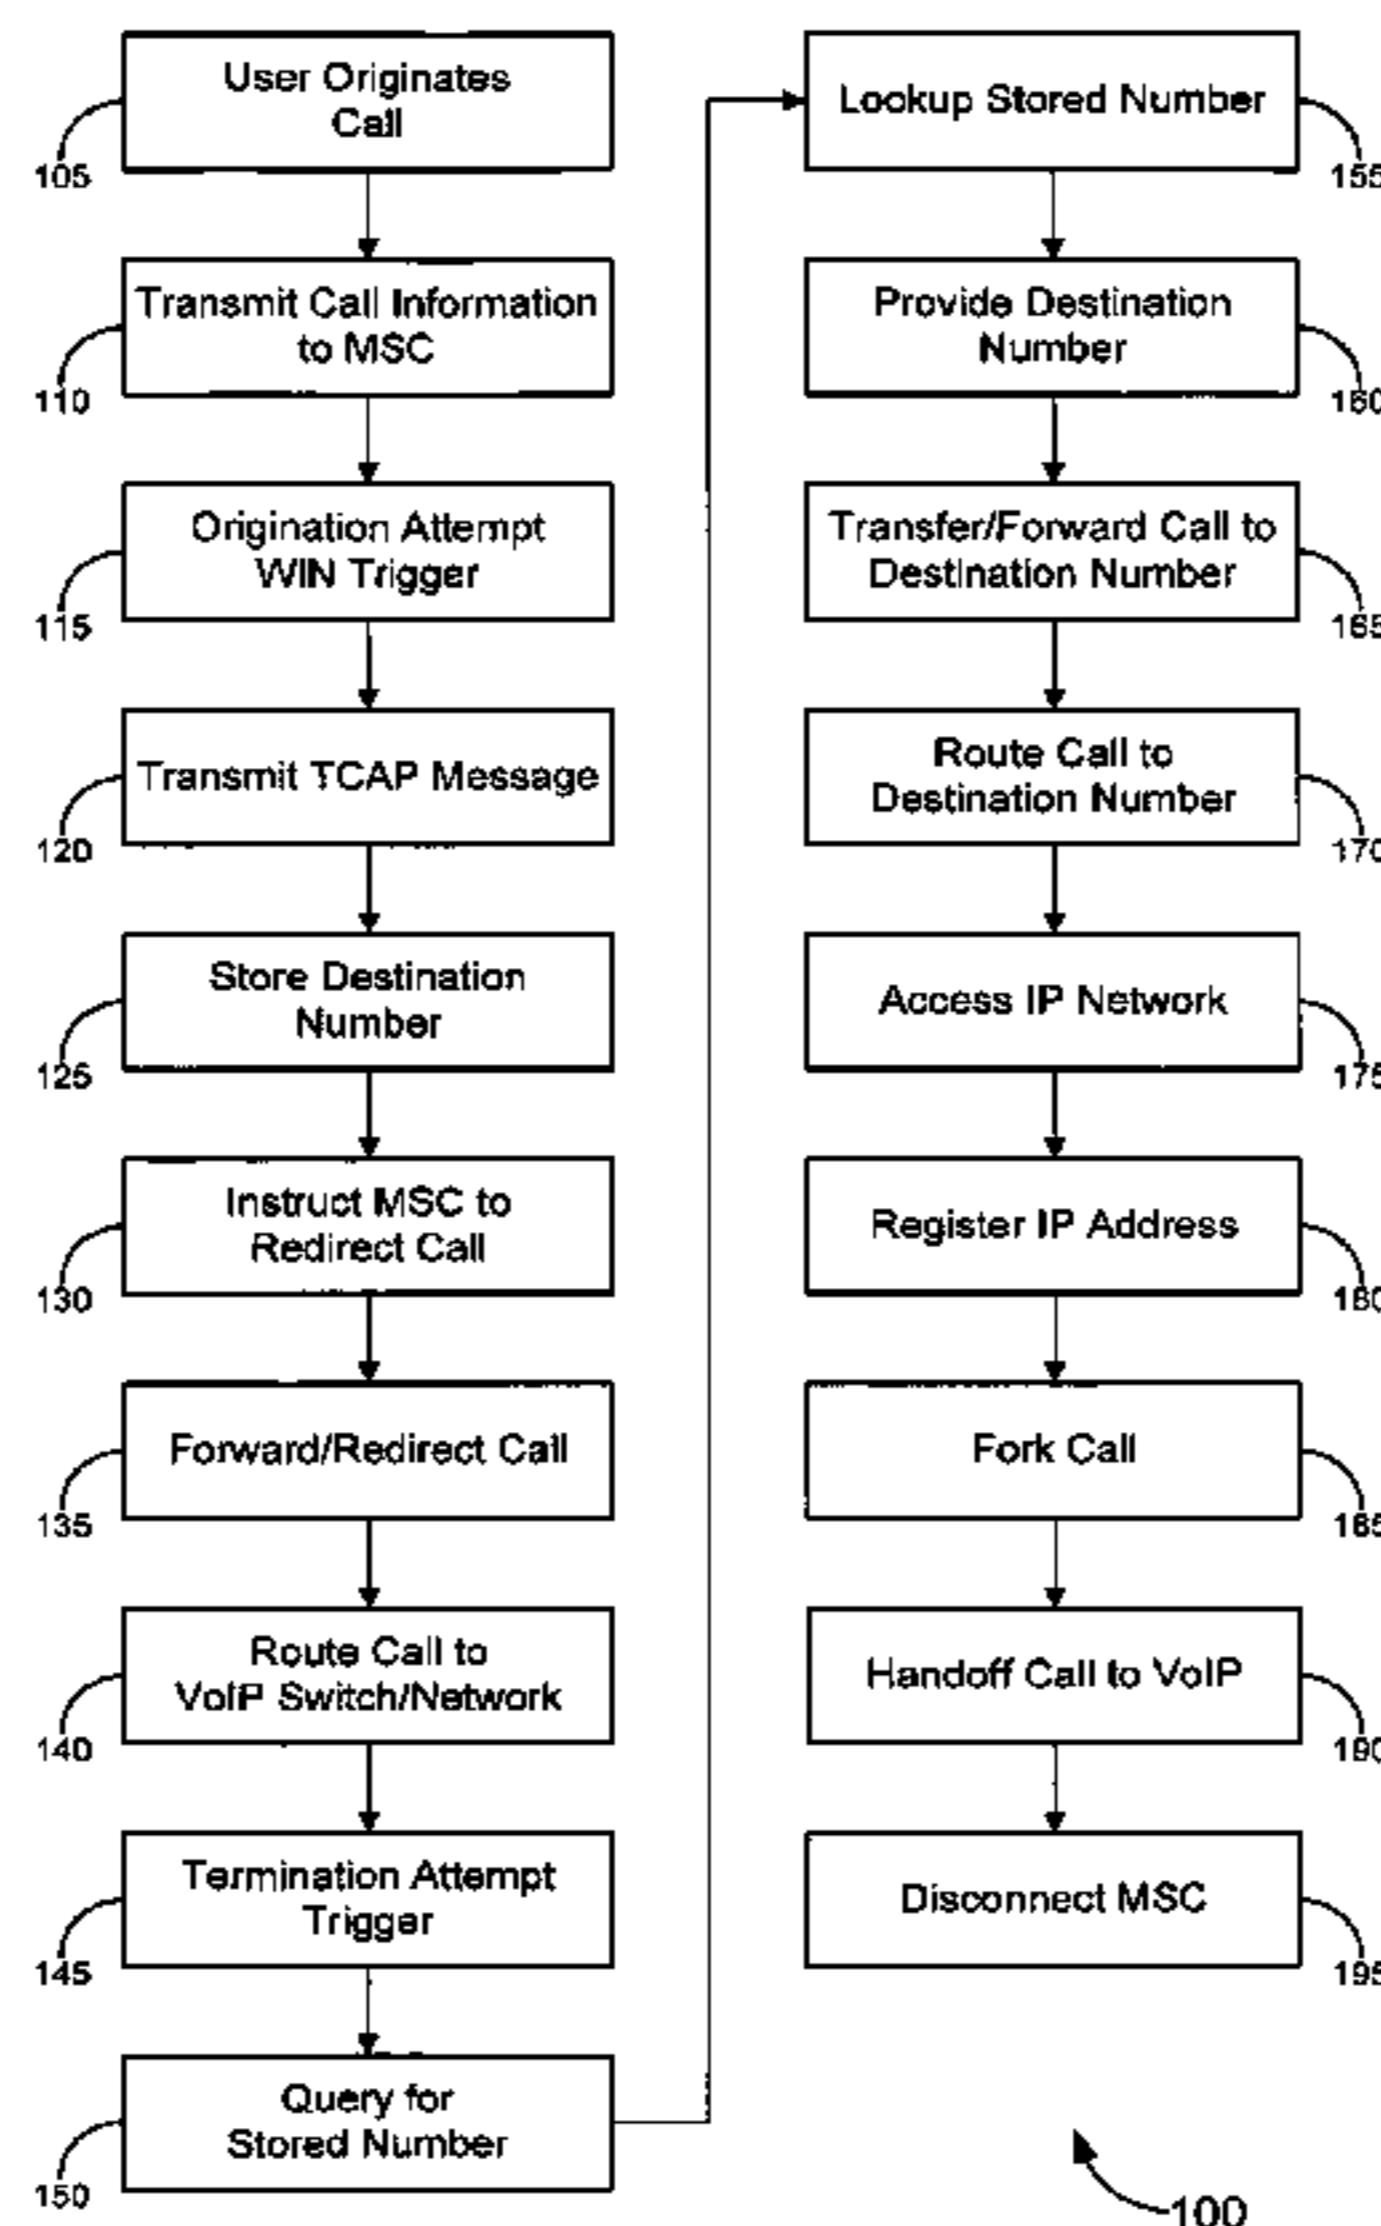 User Originates
Call
105
Transmit Call Information
to MSC
110
Origination Attempt
WIN Trigger
115
Transmit TCAP Message
120
Store Destination
Number
125
Instruct MSC to
Redirect Call
130
Forward/Redirect Call
135
Route Call to
VoIP Switch/Network
140
Termination Attempt
Trigger
145
Query for
Stored Number
150
Lookup Stored Number
155
Provide Destination
Number
160
Transfer/Forward Call to
Destination Number
165
Route Call to
Destination Number
170
Access IP Network
175
Register IP Address
180
Fork Call
185
Handoff Call to VoIP
190
Disconnect MSC
195
100